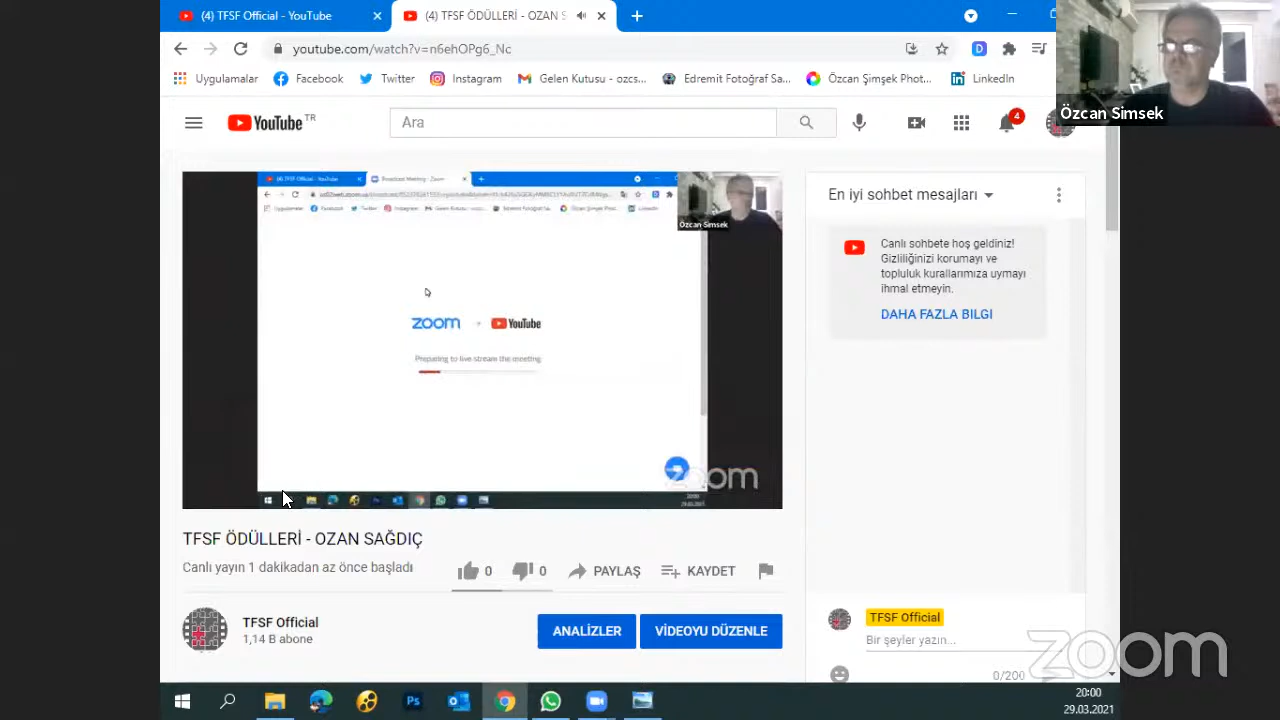 (4) TFSF Official - YouTube
(4) TFSF ÖDÜLLERİ - OZAN S
youtube.com/watch?v=n6ehOPg6_Nc
Uygulamalar
Facebook
Twitter
Instagram
Gelen Kutusu - ozcs...
Edremit Fotoğraf Sa...
Özcan Şimşek Phot...
LinkedIn
Özcan Simsek
YouTube TR
Ara
4
Özcan Simsek
zoom
YouTube
Preparing to live stream the meeting
zoom
En iyi sohbet mesajları
Canlı sohbete hoş geldiniz!
Gizliliğinizi korumayı ve
topluluk kurallarımıza uymayı
ihmal etmeyin.
DAHA FAZLA BILGI
TFSF ÖDÜLLERİ - OZAN SAĞDIÇ
Canlı yayın 1 dakikadan az önce başladı
0
0
PAYLAŞ
KAYDET
TFSF Official
1,14 B abone
ANALİZLER
VİDEOYU DÜZENLE
TFSF Official
Bir şeyler yazın...
0/200
zoom
20:00
29.03.2021